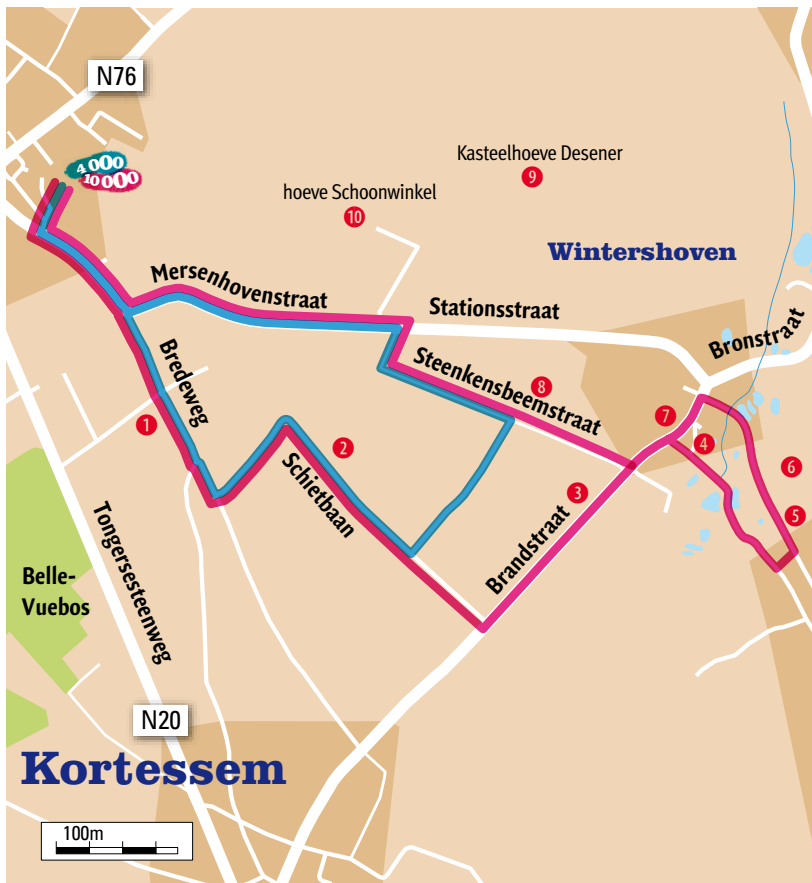 N76
4000
10000
Kasteelhoeve Desener
9
hoeve Schoonwinkel
10
Wintershoven
Mersenhovenstraat
Stationsstraat
Bronstraat
Bredeweg
Steenkensbeemstraat
8
7
4
1
2
6
Schietbaan
3
5
Brandstraat
Tongersesteenweg
Belle-
Vuebos
N20
Kortessem
100m